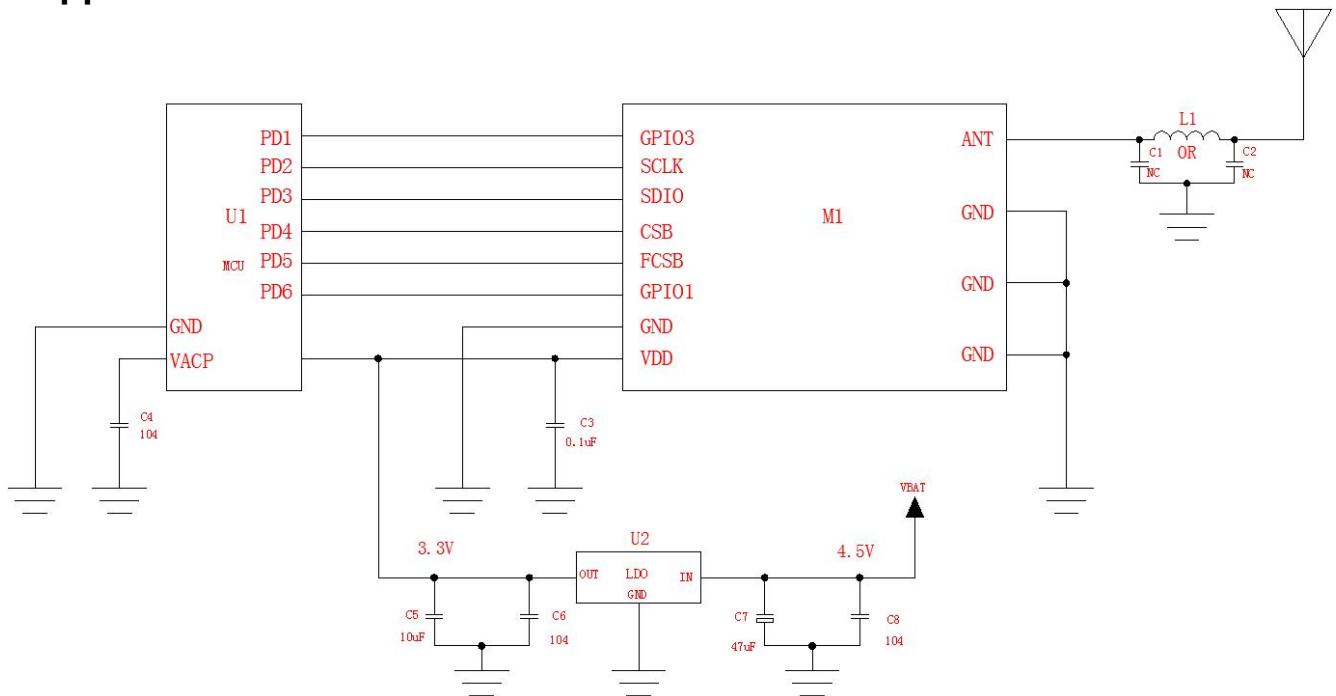 PD1
PD2
PD3
U1
PD4
MCU
PD5
PD6
GND
VACP
C4
104
GPIO3
SCLK
SDIO
CSB
FCSB
GPIO1
GND
VDD
M1
ANT
GND
GND
GND
L1
0R
C1
NC
C2
NC
C3
0.1uF
VBAT
3.3V
U2
4.5V
OUT
LDO
IN
GND
C5
10uF
C6
104
C7
47uF
C8
104